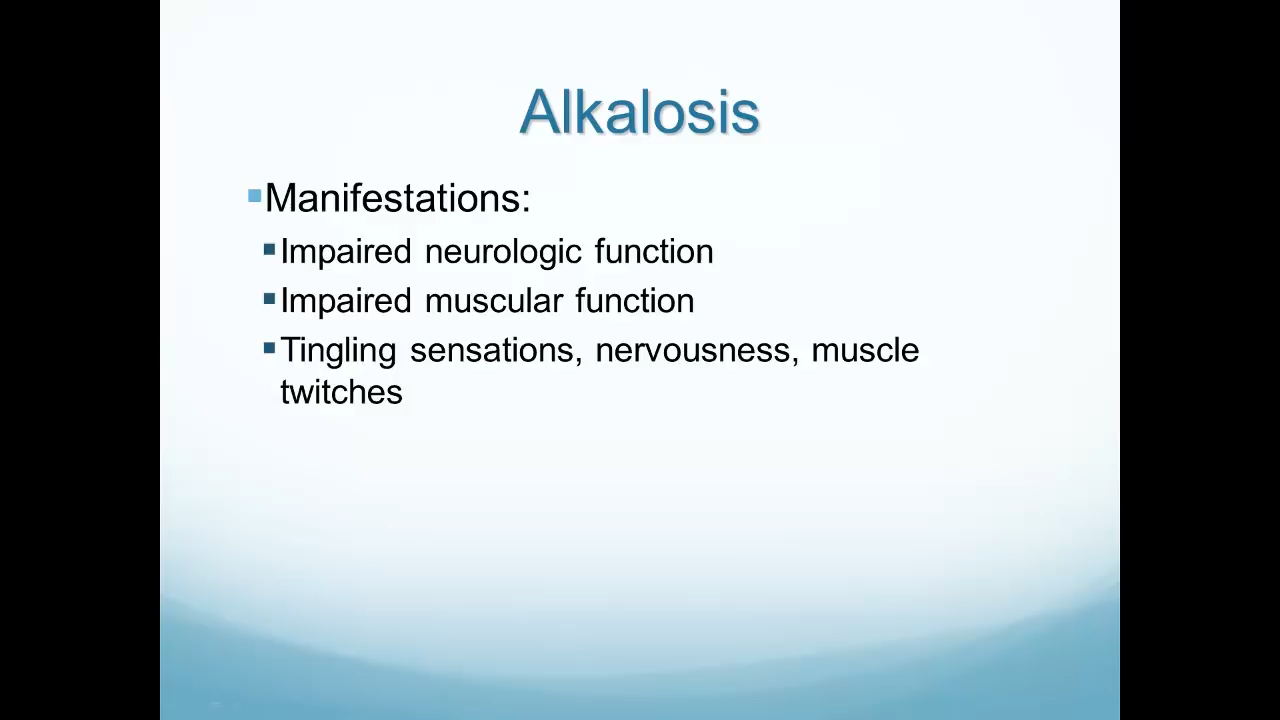 Alkalosis
Manifestations:
Impaired neurologic function
Impaired muscular function
Tingling sensations, nervousness, muscle
twitches